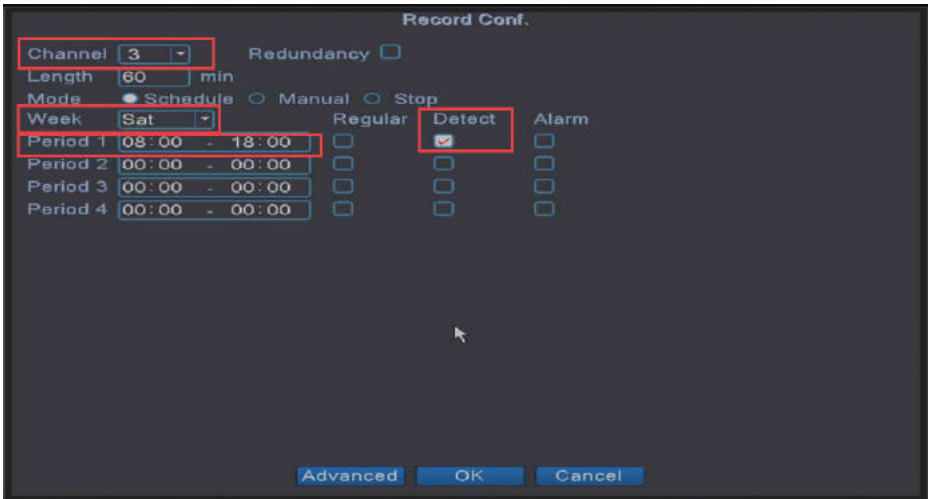 Record Conf.
Channel 3 Redundancy
Length 60 min
Mode Schedule Manual Stop
Week Sat Regular Detect Alarm
Period 1 08:00 - 18:00
Period 2 00:00 - 00:00
Period 3 00:00 - 00:00
Period 4 00:00 - 00:00
Advanced OK Cancel